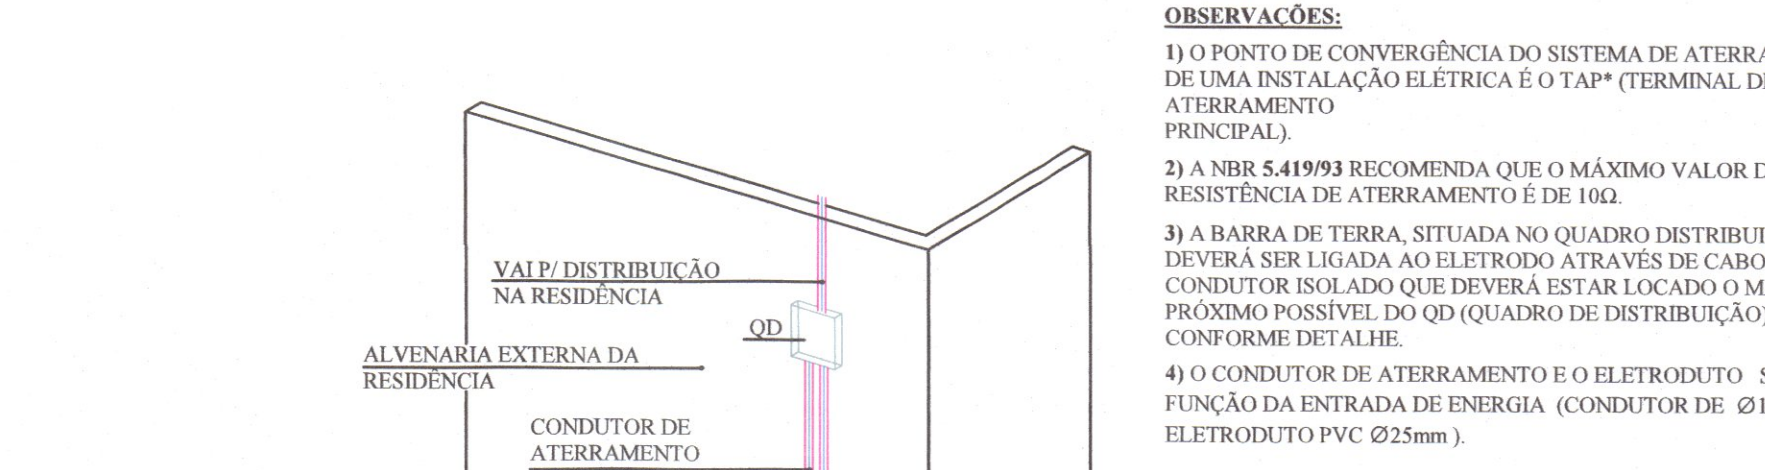 OBSERVAÇÕES:
1) O PONTO DE CONVERGÊNCIA DO SISTEMA DE
DE UMA INSTALAÇÃO ELÉTRICA É O TAP* (TERMINAL
ATERRAMENTO
PRINCIPAL).
2) A NBR 5.419/93 RECOMENDA QUE O MÁXIMO VALOR
RESISTÊNCIA DE ATERRAMENTO É DE 10Ω.
3) A BARRA DE TERRA, SITUADA NO QUADRO
DEVERÁ SER LIGADA AO ELETRODO ATRAVÉS DE CABO
CONDUTOR ISOLADO QUE DEVERÁ ESTAR LOCADO O
PRÓXIMO POSSÍVEL DO QD (QUADRO DE DISTRIBUIÇÃO)
CONFORME DETALHE.
4) O CONDUTOR DE ATERRAMENTO E O ELETRODUTO
FUNÇÃO DA ENTRADA DE ENERGIA (CONDUTOR DE
ELETRODUTO PVC Ø25mm ).
VAI P/ DISTRIBUIÇÃO
NA RESIDÊNCIA
QD
ALVENARIA EXTERNA DA
RESIDÊNCIA
CONDUTOR DE
ATERRAMENTO